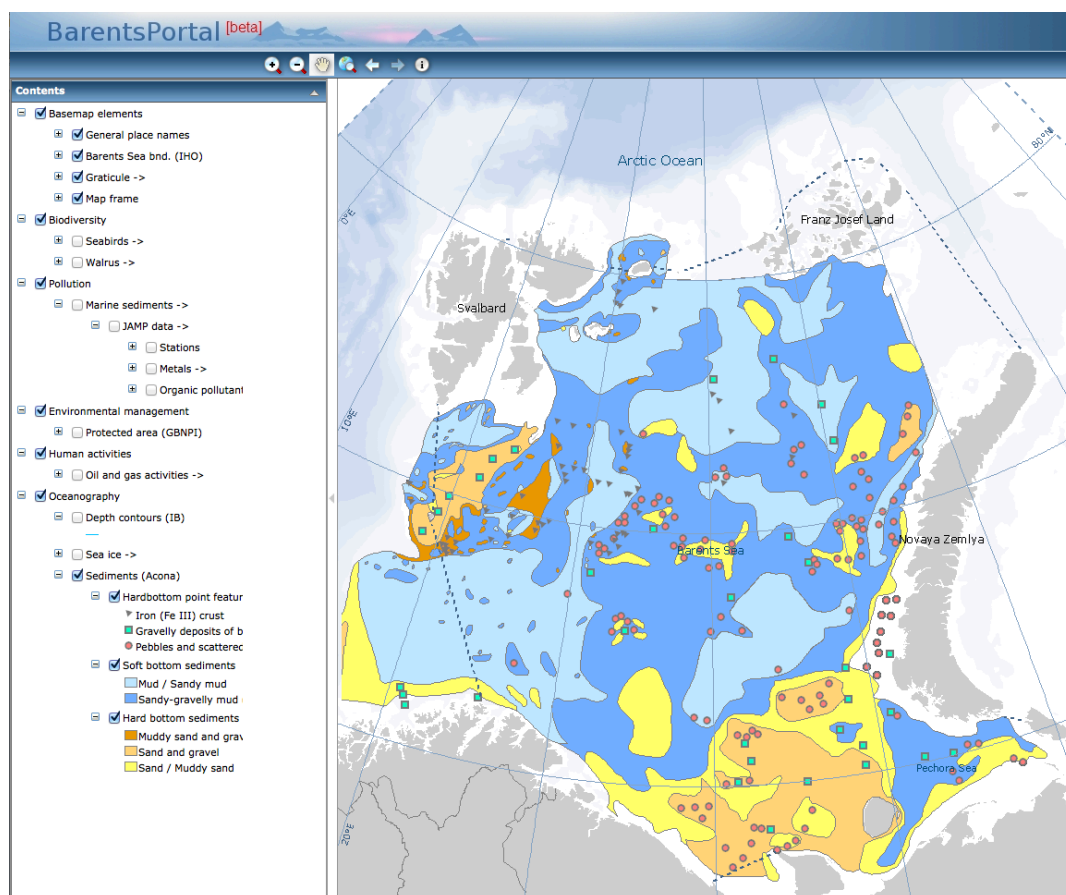 BarentsPortal [beta]
Contents
Basemap elements
General place names
Barents Sea bnd. (IHO)
Graticule ->
Map frame
Biodiversity
Seabirds ->
Walrus ->
Pollution
Marine sediments ->
JAMP data ->
Stations
Metals ->
Organic pollutant
Environmental management
Protected area (GBNPI)
Human activities
Oil and gas activities ->
Oceanography
Depth contours (IB)
Sea ice ->
Sediments (Acona)
Hardbottom point featur
Iron (Fe III) crust
Gravelly deposits of b
Pebbles and scattered
Soft bottom sediments
Mud / Sandy mud
Sandy-gravelly mud
Hard bottom sediments
Muddy sand and grav
Sand and gravel
Sand / Muddy sand
Arctic Ocean
80°N
0°E
Franz Josef Land
Svalbard
10°E
Novaya Zemlya
Barents Sea
Pechora Sea
20°E